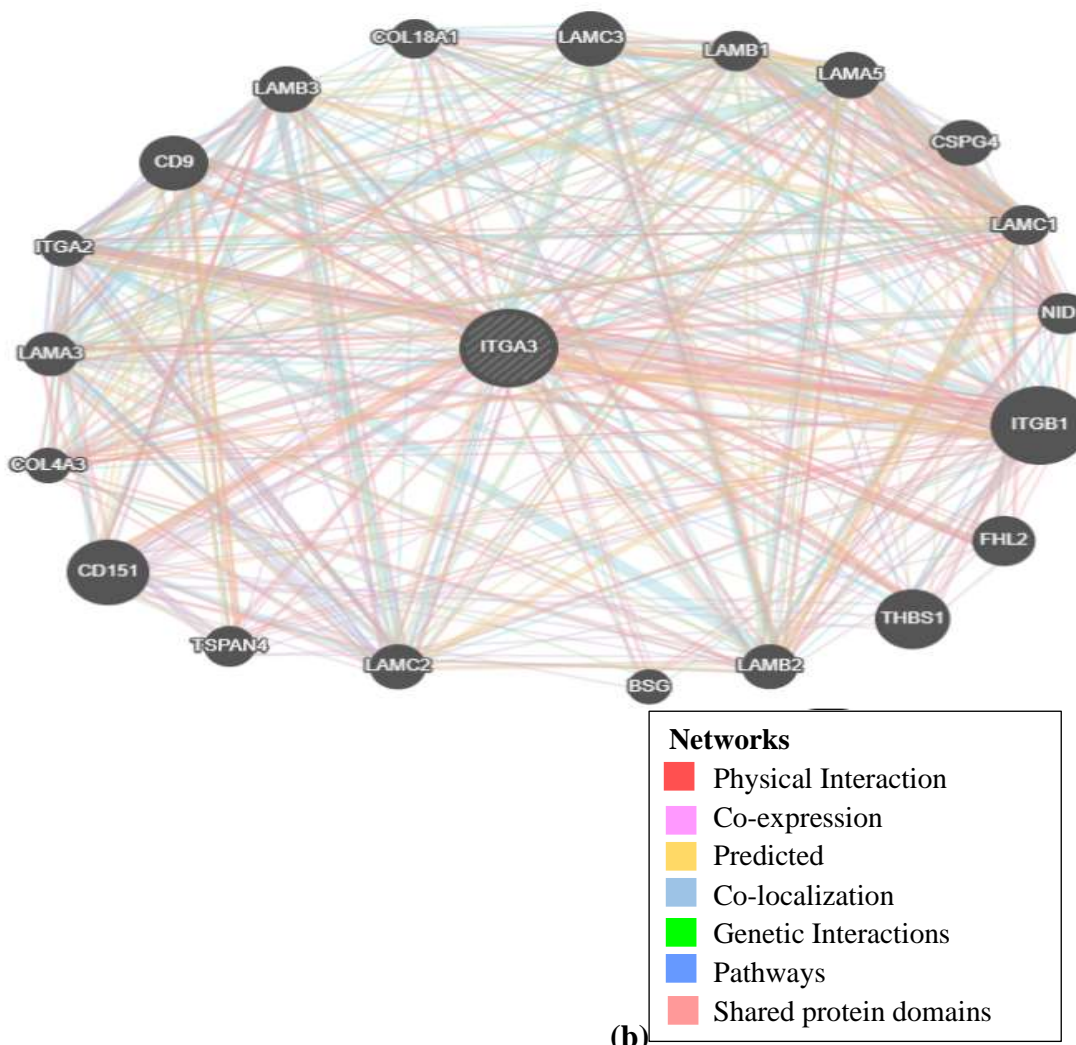 COL18A1
LAMC3
LAMB1
LAMA5
LAMB3
CSPG4
CD9
LAMC1
ITGA2
NID
ITGA3
LAMA3
ITGB1
COL4A3
FHL2
CD151
THBS1
TSPAN4
LAMC2
LAMB2
BSG
Networks
Physical Interaction
Co-expression
Predicted
Co-localization
Genetic Interactions
Pathways
Shared protein domains
(b)